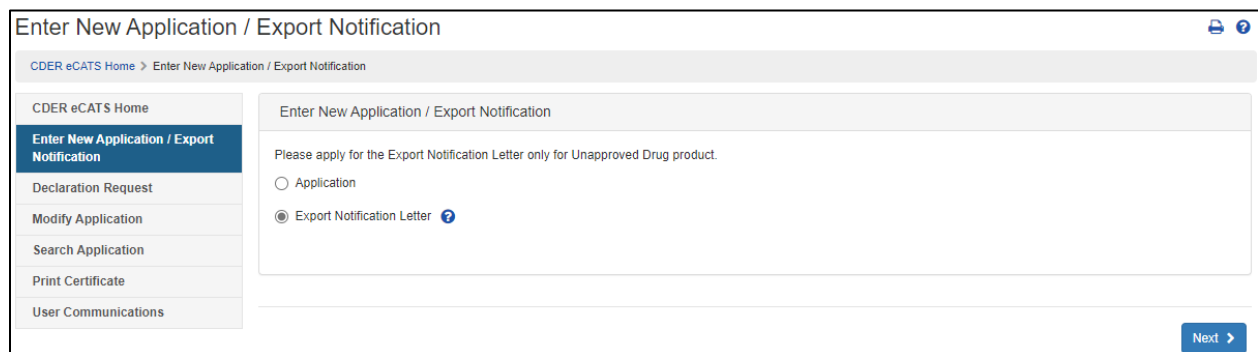 Enter New Application / Export Notification
CDER eCATS Home > Enter New Application / Export Notification
CDER eCATS Home
Enter New Application / Export
Notification
Declaration Request
Modify Application
Search Application
Print Certificate
User Communications
Enter New Application / Export Notification
Please apply for the Export Notification Letter only for Unapproved Drug product.
Application
Export Notification Letter ?
Next >